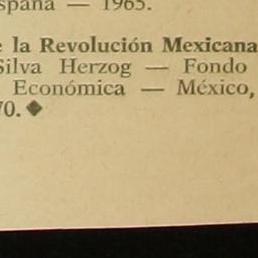 spaña — 1965.
e la Revolución Mexicana
Silva Herzog — Fondo
Económica — México,
70.◆